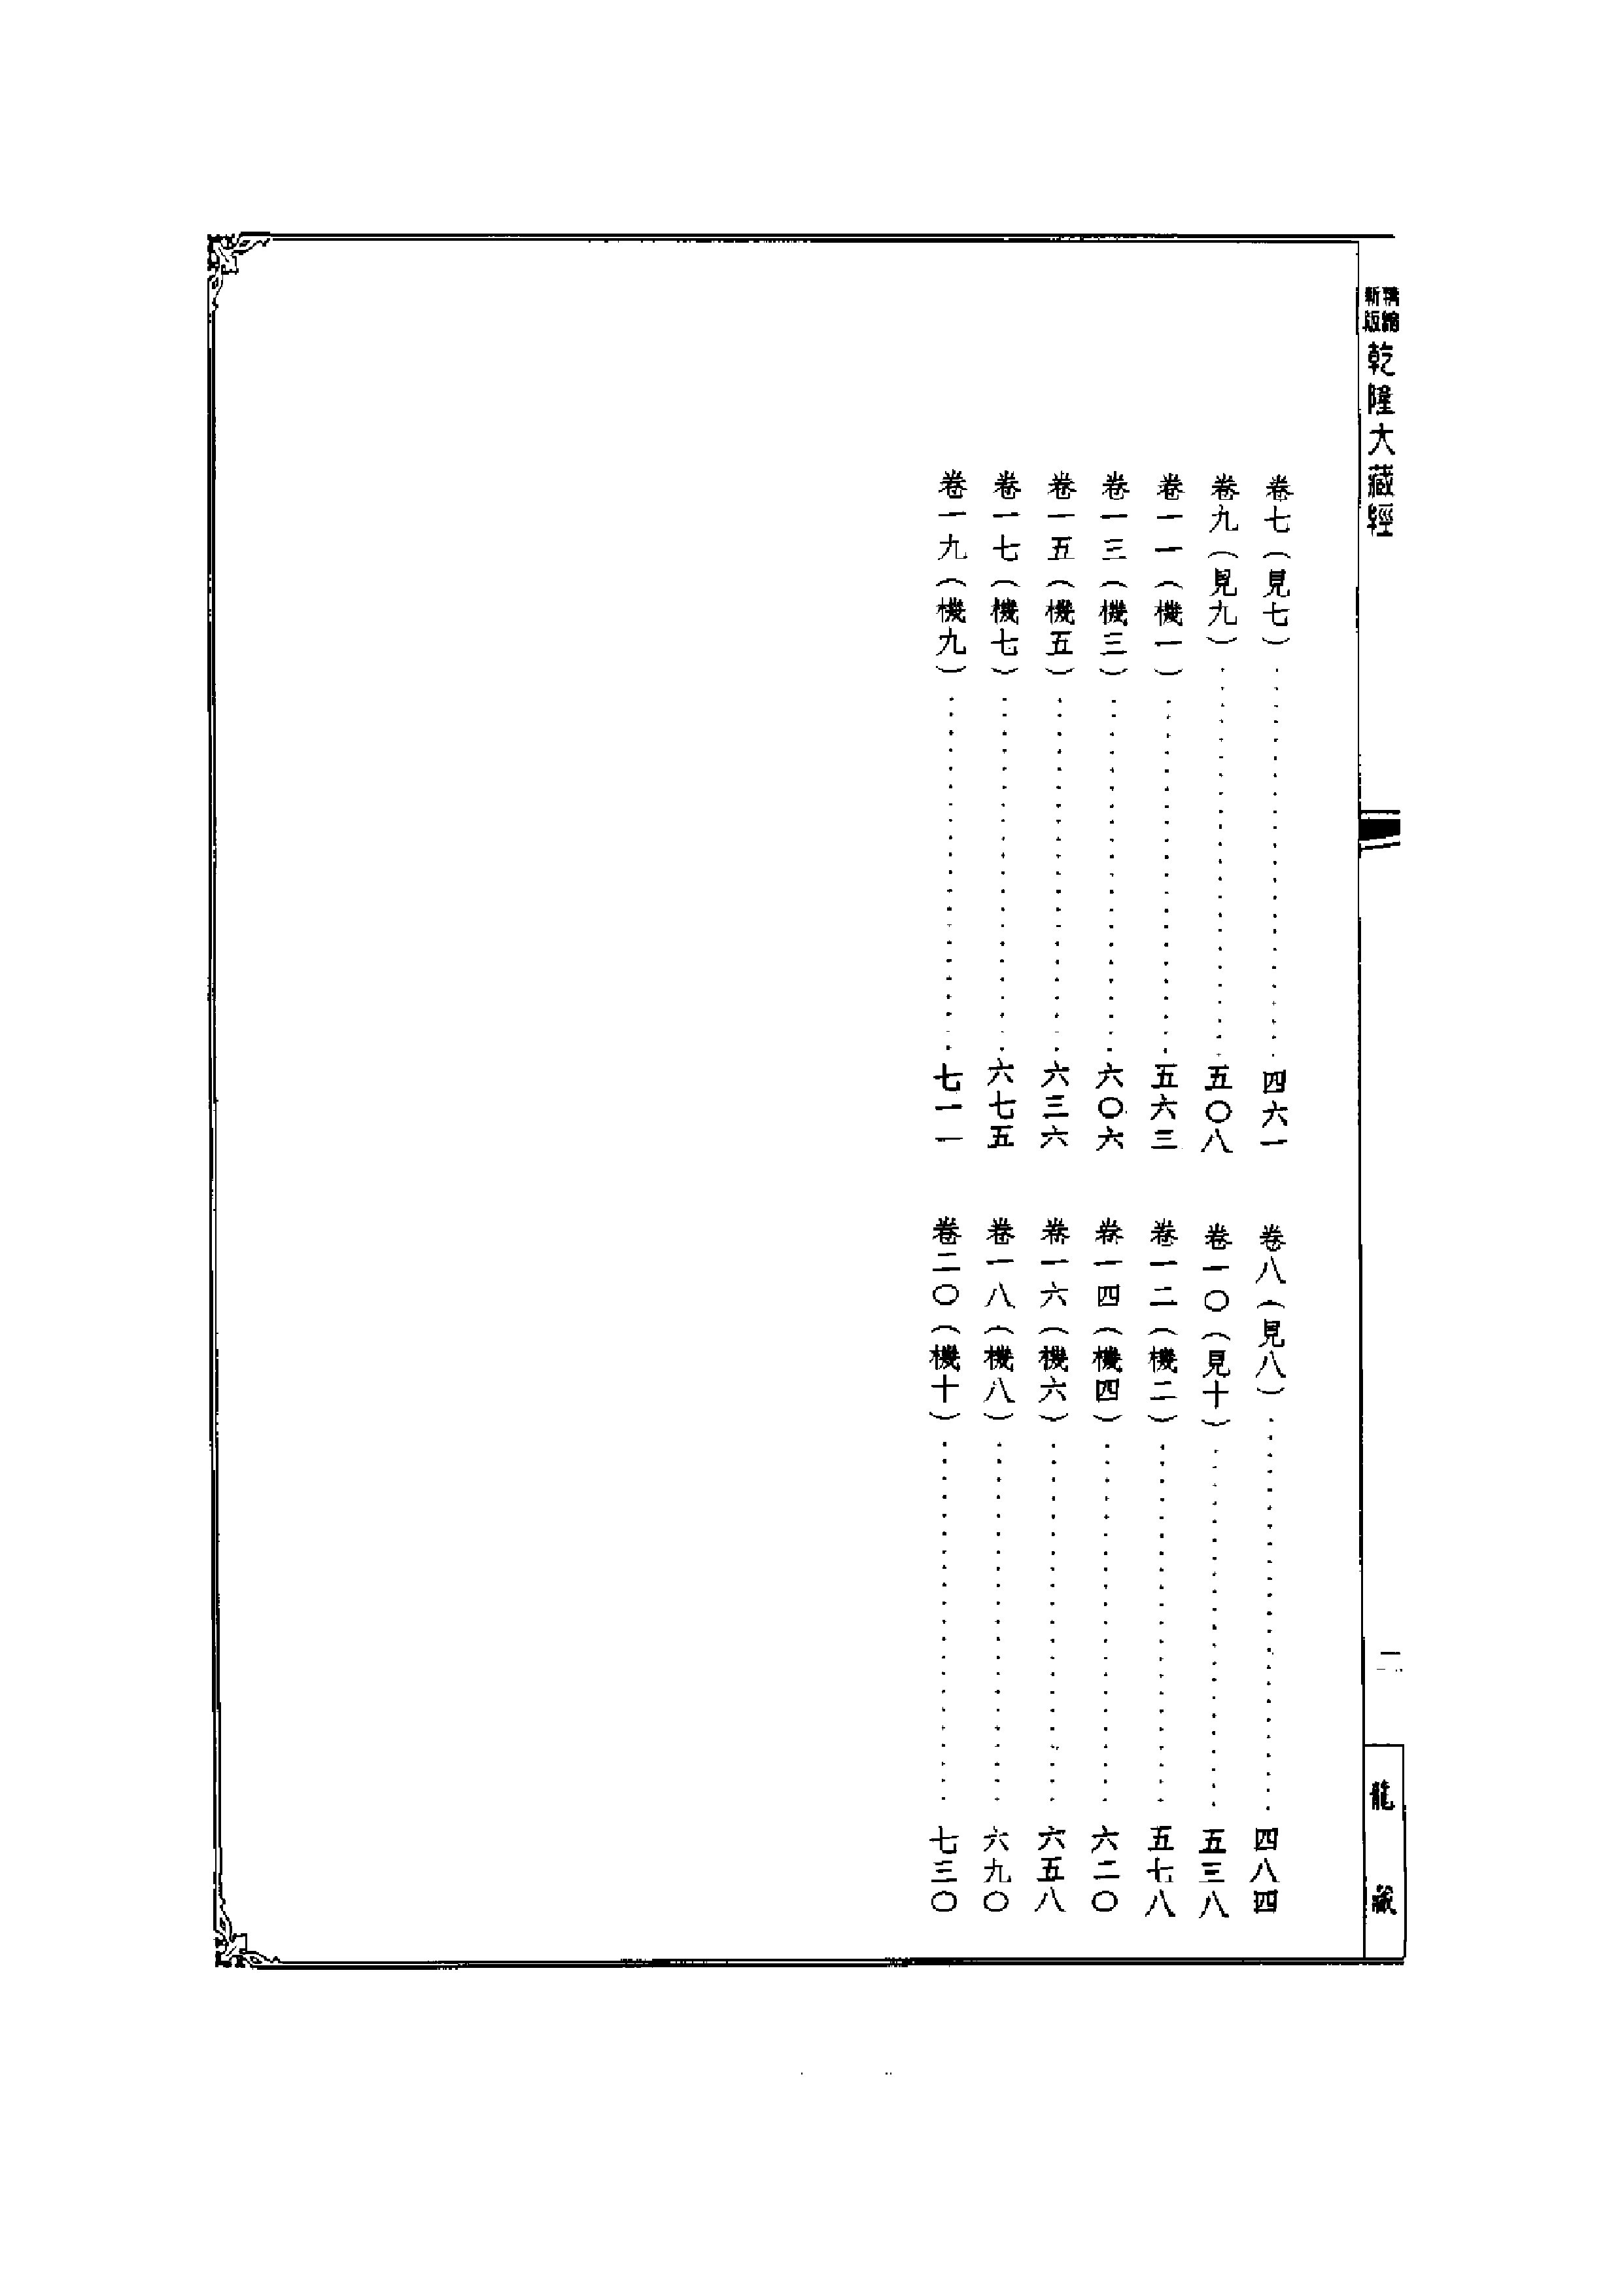 新版
乾隆大藏經
卷七（見七）……四六一
卷八（見八）……四八四
卷九（見九）……五〇八
卷一〇（見十）……五三八
卷一一（機一）……五六三
卷一二（機二）……五七八
卷一三（機三）……六〇六
卷一四（機四）……六二〇
卷一五（機五）……六三六
卷一六（機六）……六五八
卷一七（機七）……六七五
卷一八（機八）……六九〇
卷一九（機九）……七一一
卷二〇（機十）……七三〇
龍藏